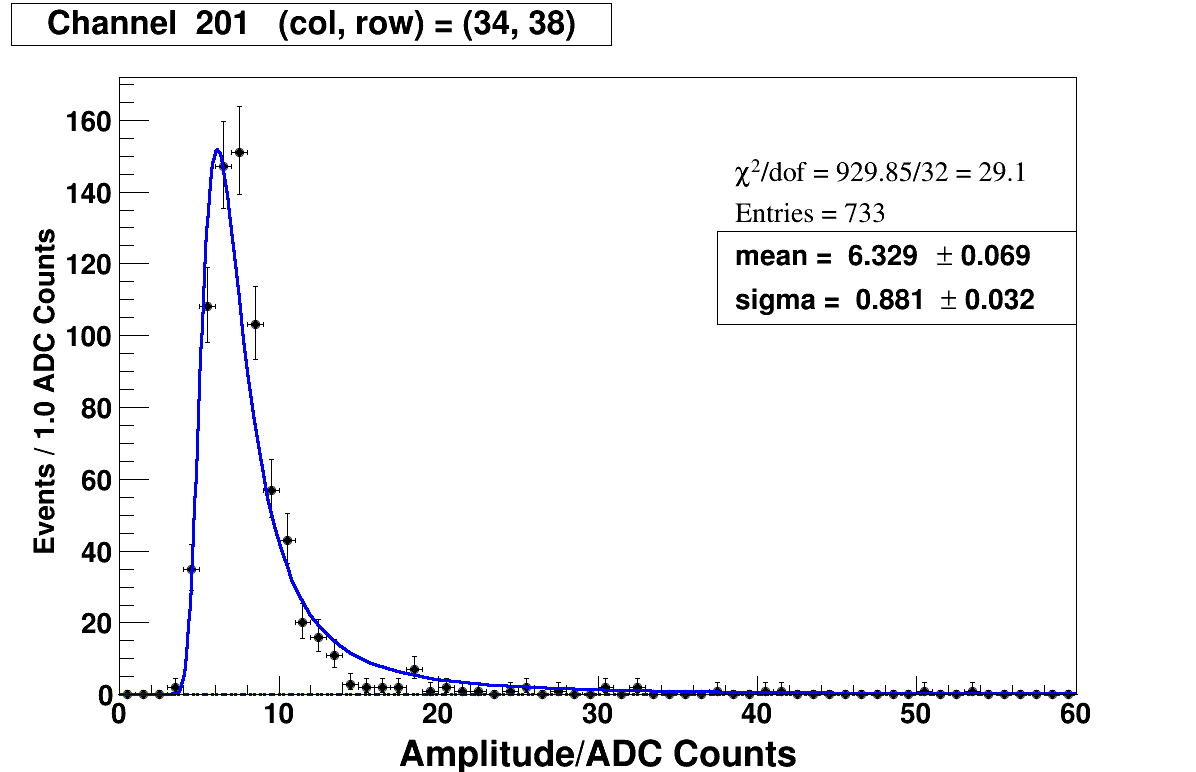 Channel 201 (col, row) = (34, 38)
χ²/dof = 929.85/32 = 29.1
Entries = 733
mean = 6.329 ± 0.069
sigma = 0.881 ± 0.032
Events / 1.0 ADC Counts
160
140
120
100
80
60
40
20
0
0 10 20 30 40 50 60
Amplitude/ADC Counts